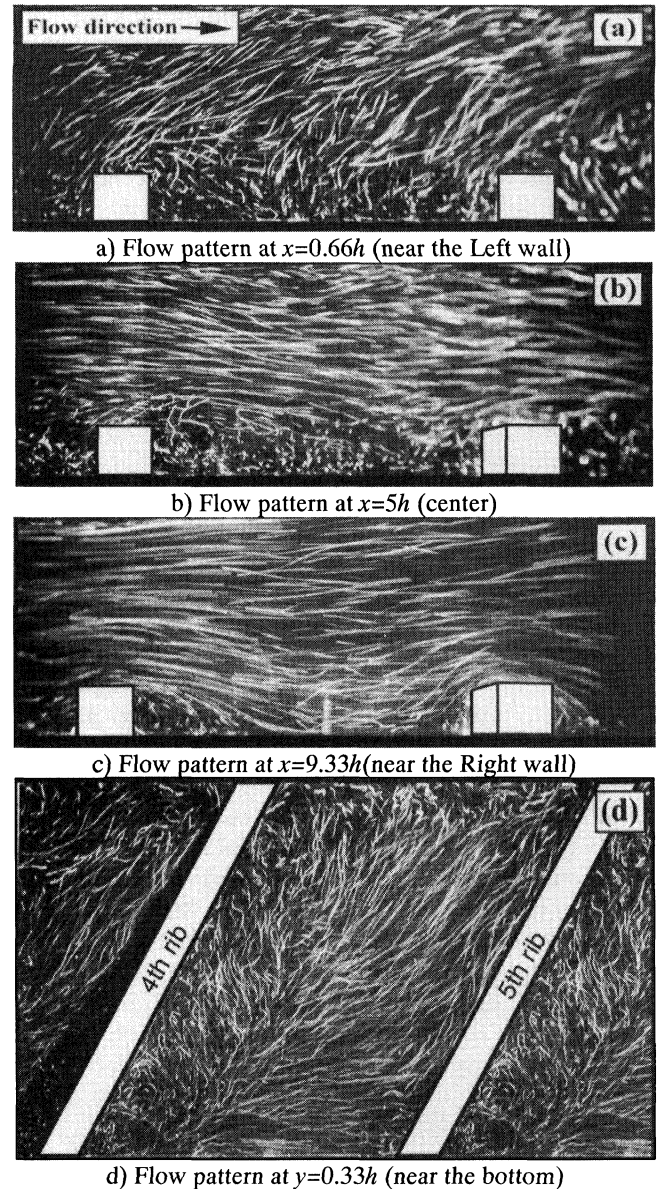 Flow direction
(a)
a) Flow pattern at x=0.66h (near the Left wall)
(b)
b) Flow pattern at x=5h (center)
(c)
c) Flow pattern at x=9.33h(near the Right wall)
(d)
4th rib
5th rib
d) Flow pattern at y=0.33h (near the bottom)